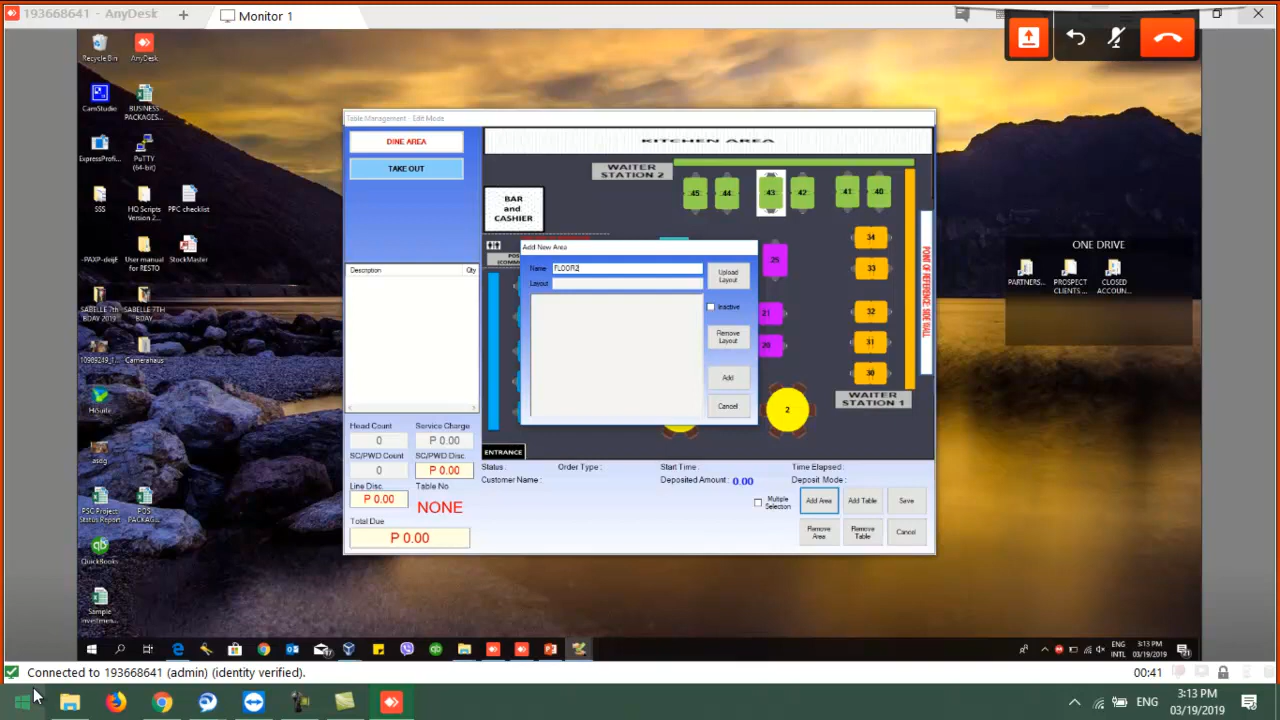 193668641 - AnyDesk
Monitor 1
Recycle Bin
AnyDesk
CamStudio
BUSINESS PACKAGES...
ExpressProfi...
PuTTY (64-bit)
SSS
HO Scripts Version 2...
PPC checklist
User manual for RESTO
StockMaster
SABELLE 7th BDAY 2019
SABELLE 7TH BDAY
10989249_1...
Camerahaus
HiSuite
asdg
PSC Project Status Report
POS PACKAG...
QuickBooks
Sample Investmen...
ONE DRIVE
PARTNERS...
PROSPECT CLIENTS ...
CLOSED ACCOUN...
Table Management - Edit Mode
DINE AREA
TAKE OUT
KITCHEN AREA
WAITER STATION 2
BAR and CASHIER
45
44
43
42
41
40
34
33
32
31
30
21
20
2
POINT OF REFERENCE: SIDE WALL
WAITER STATION 1
ENTRANCE
Add New Area
Name
FLOOR2
Layout
Upload Layout
Inactive
Remove Layout
Add
Cancel
Description
Qty
Head Count
0
Service Charge
P 0.00
SC/PWD Count
0
SC/PWD Disc.
P 0.00
Line Disc.
P 0.00
Table No
NONE
Total Due
P 0.00
Status :
Order Type :
Start Time :
Time Elapsed :
Customer Name :
Deposited Amount :
0.00
Deposit Mode :
Multiple Selection
Add Area
Add Table
Save
Remove Area
Remove Table
Cancel
ENG
INTL
3:13 PM
03/19/2019
Connected to 193668641 (admin) (identity verified).
00:41
ENG
3:13 PM
03/19/2019